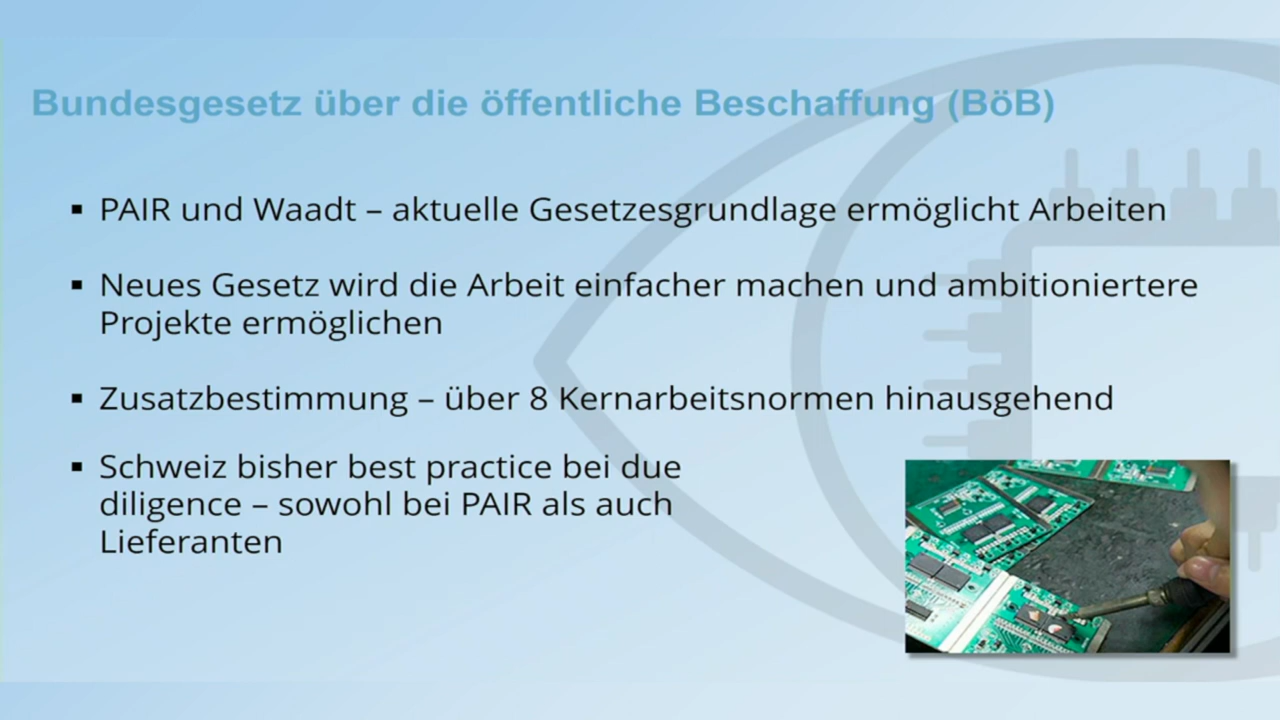 Bundesgesetz über die öffentliche Beschaffung (BöB)
▪ PAIR und Waadt – aktuelle Gesetzesgrundlage ermöglicht Arbeiten
▪ Neues Gesetz wird die Arbeit einfacher machen und ambitioniertere
Projekte ermöglichen
▪ Zusatzbestimmung – über 8 Kernarbeitsnormen hinausgehend
▪ Schweiz bisher best practice bei due
diligence – sowohl bei PAIR als auch
Lieferanten